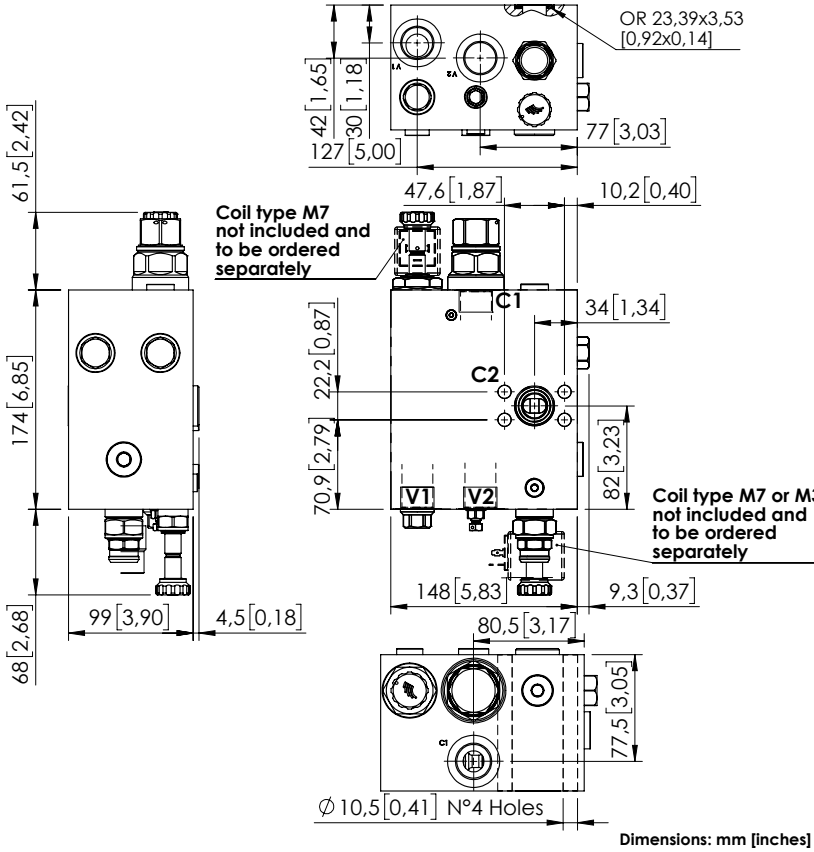 OR 23,39x3,53
[0,92x0,14]
42[1,65]
30[1,18]
V1
V2
77[3,03]
127[5,00]
61,5[2,42]
47,6[1,87]
10,2[0,40]
Coil type M7
not included and
to be ordered
separately
C1
34[1,34]
174[6,85]
22,2[0,87]
C2
70,9[2,79]
82[3,23]
V1
V2
Coil type M7 or M3
not included and
to be ordered
separately
68[2,68]
99[3,90]
4,5[0,18]
148[5,83]
9,3[0,37]
80,5[3,17]
77,5[3,05]
C1
Ø10,5[0,41] N°4 Holes
Dimensions: mm [inches]